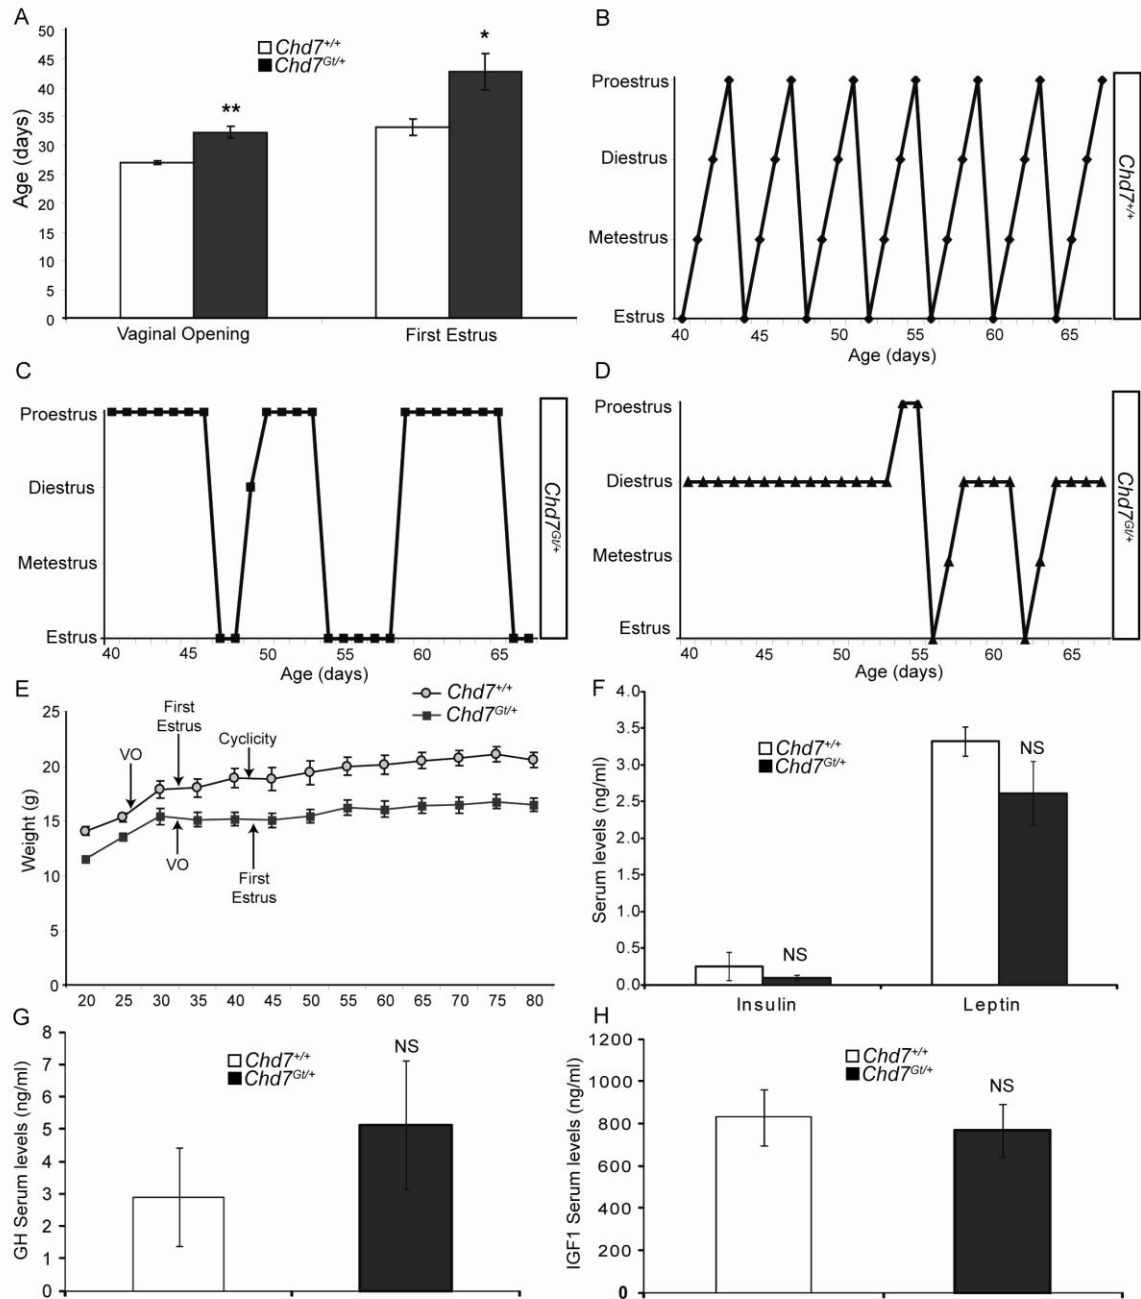 A
50
45
40
35
30
25
20
15
10
5
0
Age (days)
Chd7+/+
Chd7Gt/+
**
*
Vaginal Opening
First Estrus
B
Proestrus
Diestrus
Metestrus
Estrus
40 45 50 55 60 65
Age (days)
Chd7+/+
C
Proestrus
Diestrus
Metestrus
Estrus
40 45 50 55 60 65
Age (days)
Chd7Gt/+
D
Proestrus
Diestrus
Metestrus
Estrus
40 45 50 55 60 65
Age (days)
Chd7Gt/+
E
Chd7+/+
Chd7Gt/+
25
20
15
10
5
0
Weight (g)
VO
First
Estrus
Cyclicity
VO
First
Estrus
20 25 30 35 40 45 50 55 60 65 70 75 80
F
4.0
3.5
3.0
2.5
2.0
1.5
1.0
0.5
0.0
Serum levels (ng/ml)
Chd7+/+
Chd7Gt/+
NS
NS
Insulin
Leptin
G
8
7
6
5
4
3
2
1
0
GH Serum levels (ng/ml)
Chd7+/+
Chd7Gt/+
NS
H
1200
1000
800
600
400
200
0
IGF1 Serum levels (ng/ml)
Chd7+/+
Chd7Gt/+
NS